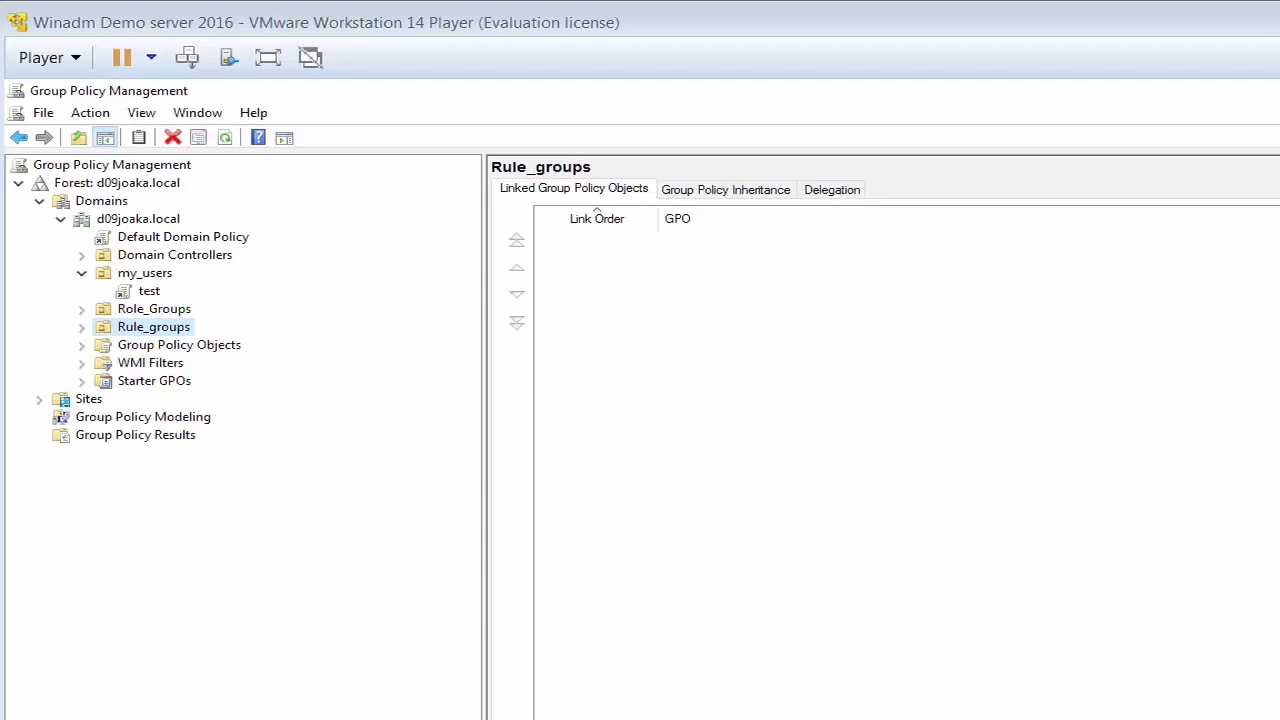 Winadm Demo server 2016 - VMware Workstation 14 Player (Evaluation license)
Player
Group Policy Management
File Action View Window Help
Group Policy Management
Forest: d09joaka.local
Domains
d09joaka.local
Default Domain Policy
Domain Controllers
my_users
test
Role_Groups
Rule_groups
Group Policy Objects
WMI Filters
Starter GPOs
Sites
Group Policy Modeling
Group Policy Results
Rule_groups
Linked Group Policy Objects Group Policy Inheritance Delegation
Link Order GPO